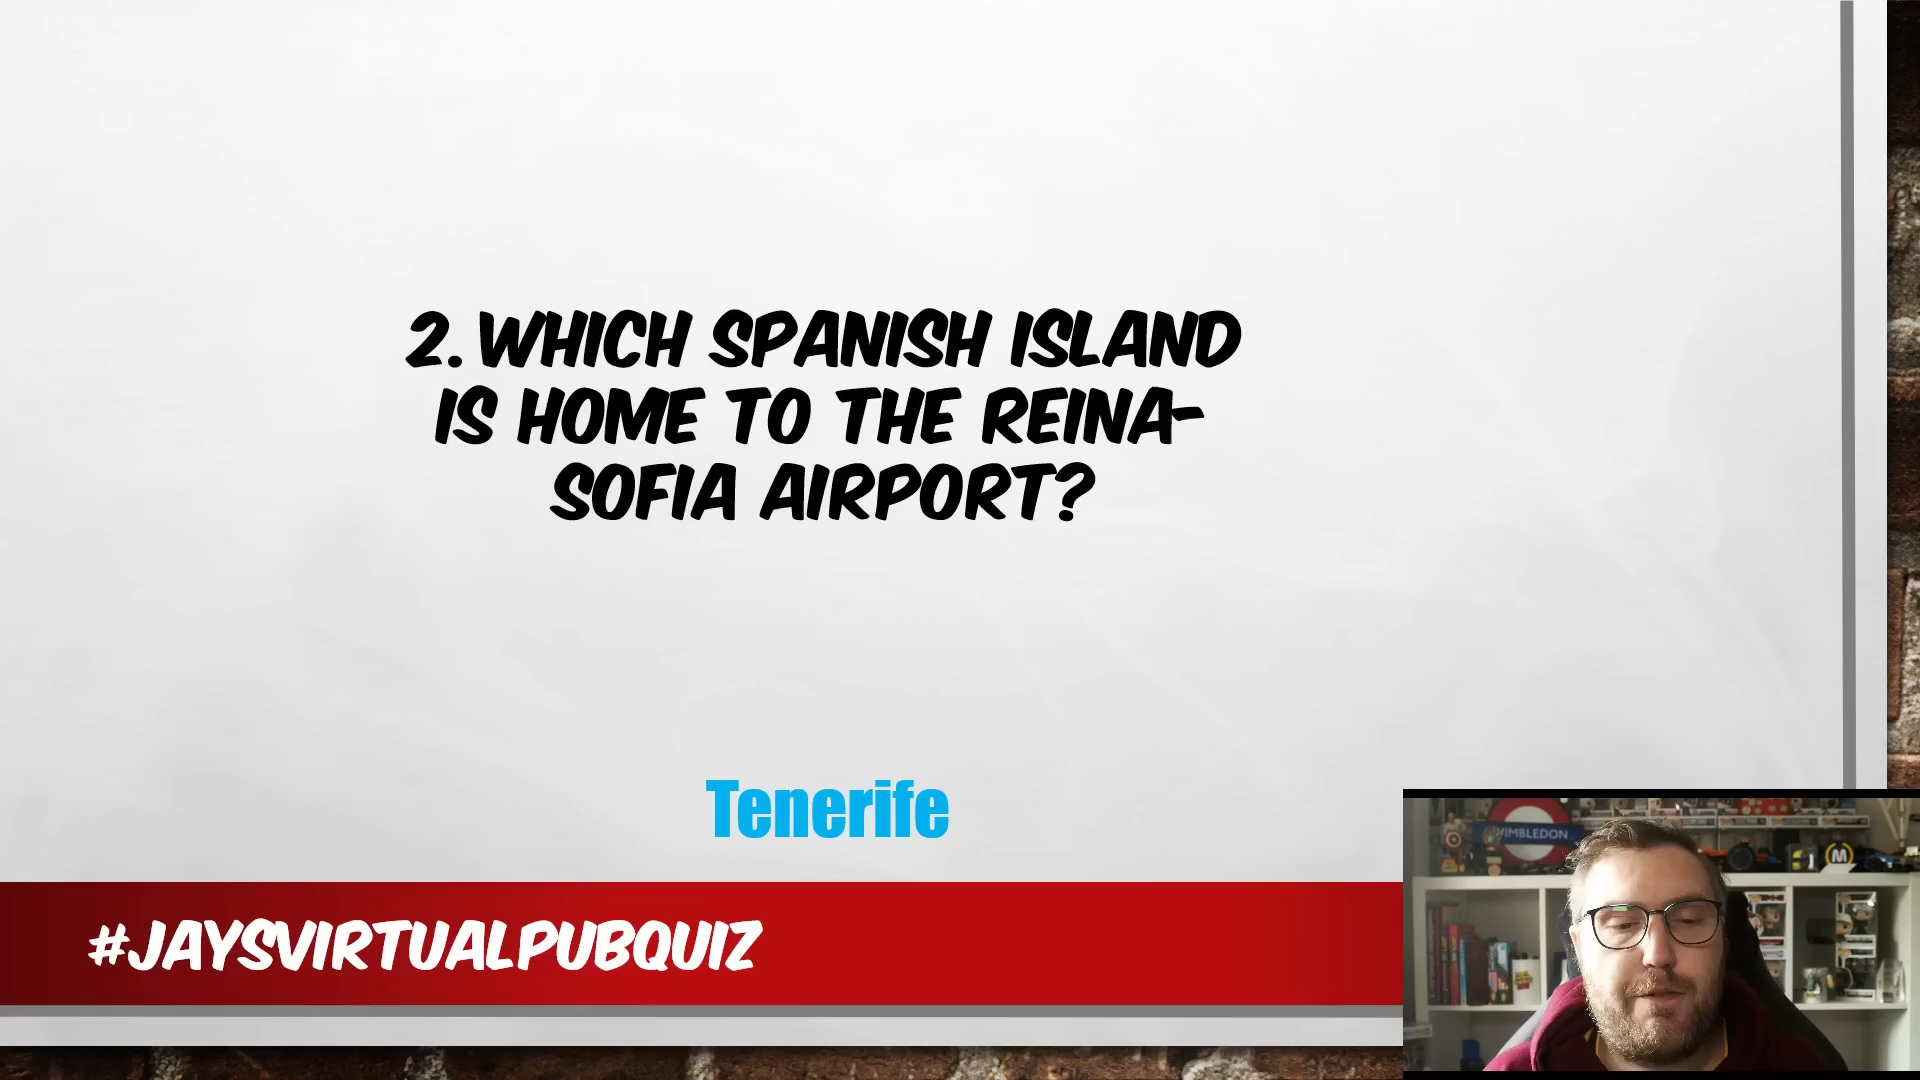 2. WHICH SPANISH ISLAND
IS HOME TO THE REINA-
SOFIA AIRPORT?
Tenerife
#JAYSVIRTUALPUBQUIZ
WIMBLEDON
M